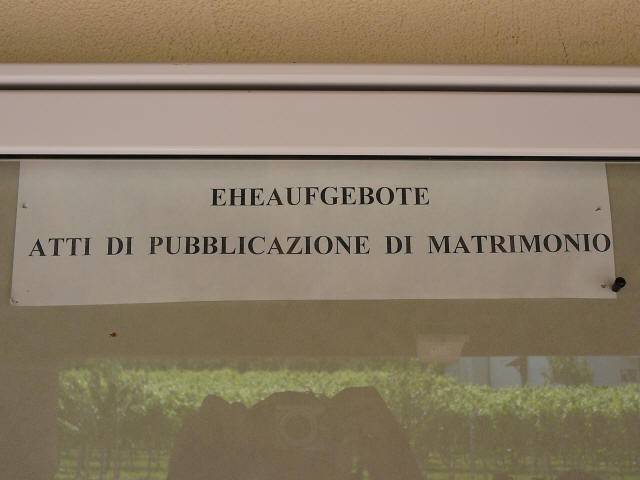 EHEAUFGEBOTE
ATTI DI PUBBLICAZIONE DI MATRIMONIO